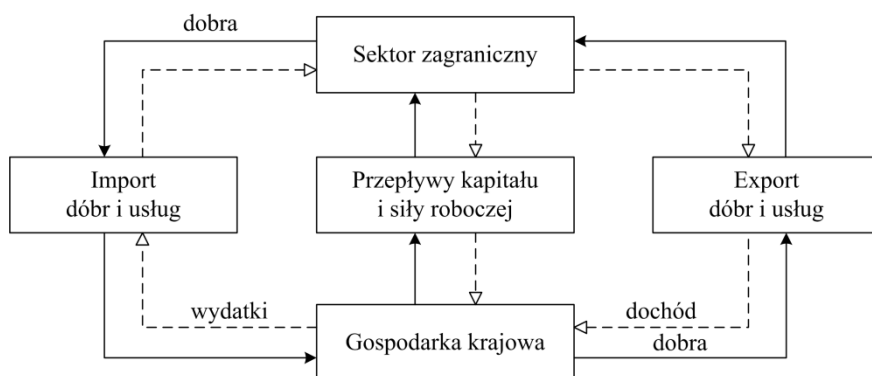 dobra
Sektor zagraniczny
Import
dóbr i usług
Przepływy kapitału
i siły roboczej
Export
dóbr i usług
wydatki
dochód
Gospodarka krajowa
dobra